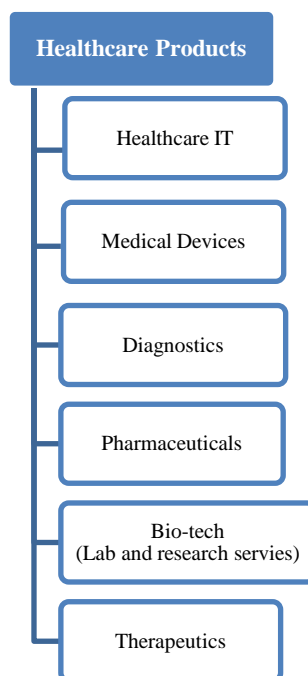 Healthcare Products
Healthcare IT
Medical Devices
Diagnostics
Pharmaceuticals
Bio-tech
(Lab and research servies)
Therapeutics